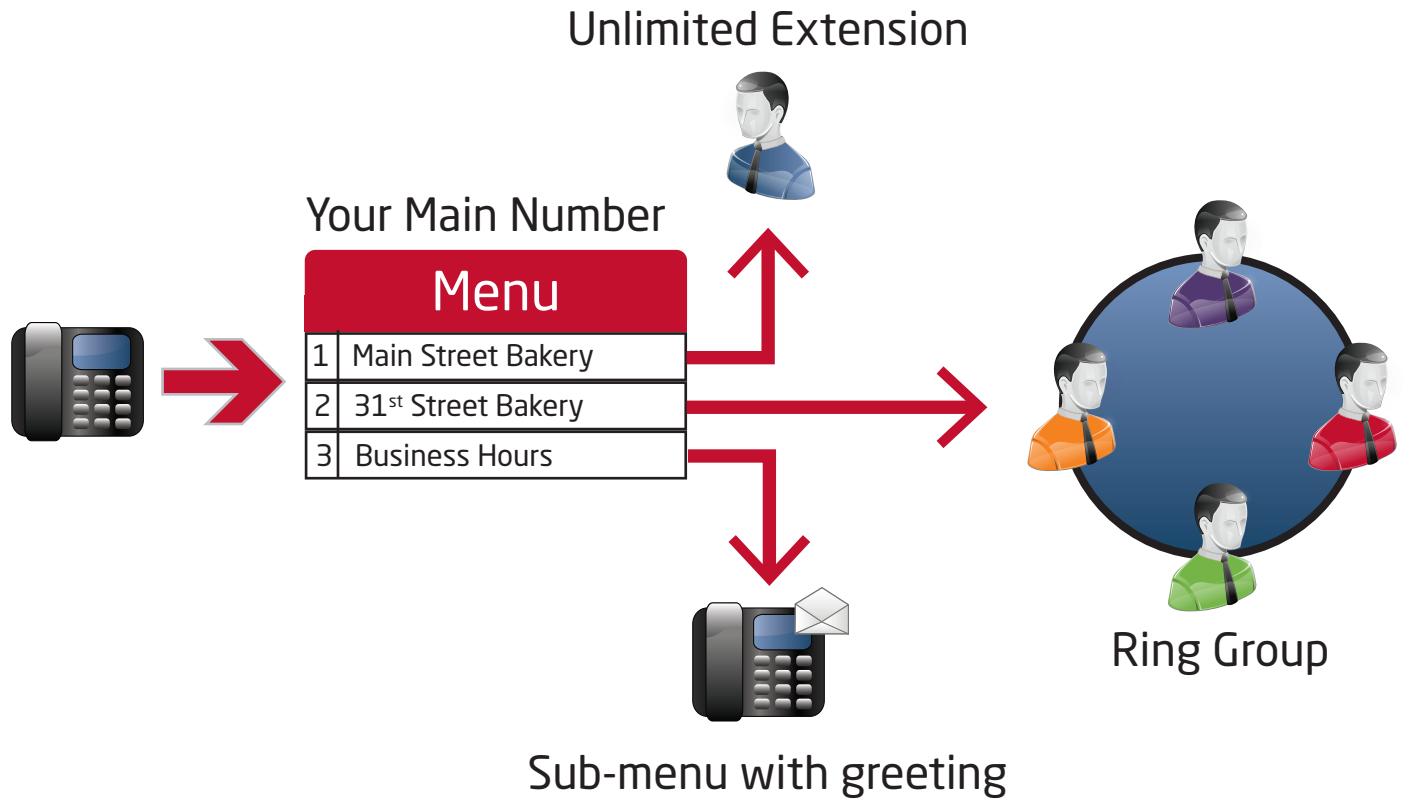 Unlimited Extension
Your Main Number
Menu
1 Main Street Bakery
2 31st Street Bakery
3 Business Hours
Ring Group
Sub-menu with greeting